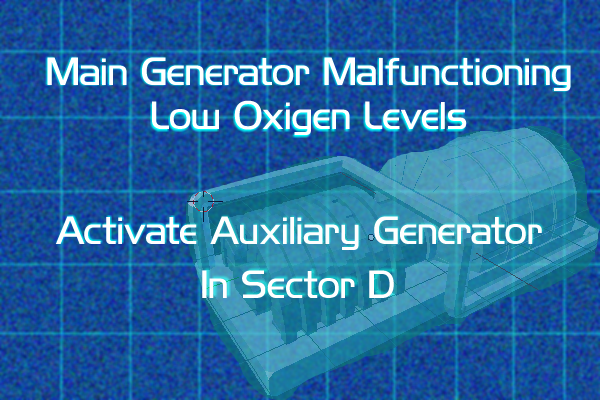 Main Generator Malfunctioning
Low Oxigen Levels
Activate Auxiliary Generator
In Sector D